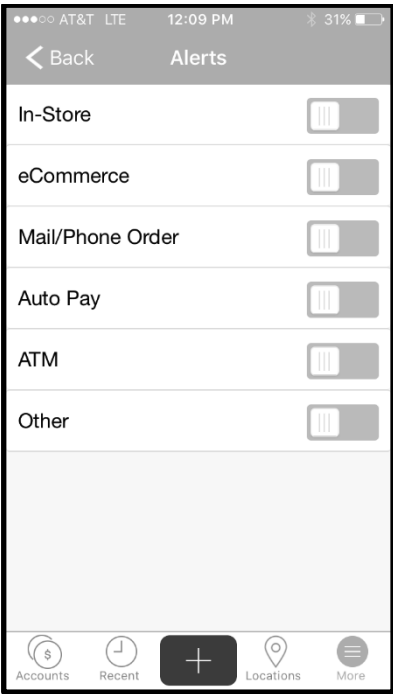 ●●●○○ AT&T LTE 12:09 PM 31%
Back Alerts
In-Store
eCommerce
Mail/Phone Order
Auto Pay
ATM
Other
$
Accounts Recent + Locations More